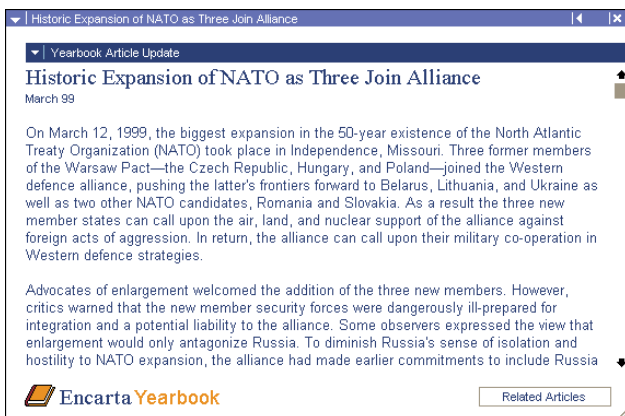 Historic Expansion of NATO as Three Join Alliance
Yearbook Article Update
Historic Expansion of NATO as Three Join Alliance
March 99
On March 12, 1999, the biggest expansion in the 50-year existence of the North Atlantic
Treaty Organization (NATO) took place in Independence, Missouri. Three former members
of the Warsaw Pact—the Czech Republic, Hungary, and Poland—joined the Western
defence alliance, pushing the latter's frontiers forward to Belarus, Lithuania, and Ukraine as
well as two other NATO candidates, Romania and Slovakia. As a result the three new
member states can call upon the air, land, and nuclear support of the alliance against
foreign acts of aggression. In return, the alliance can call upon their military co-operation in
Western defence strategies.
Advocates of enlargement welcomed the addition of the three new members. However,
critics warned that the new member security forces were dangerously ill-prepared for
integration and a potential liability to the alliance. Some observers expressed the view that
enlargement would only antagonize Russia. To diminish Russia's sense of isolation and
hostility to NATO expansion, the alliance had made earlier commitments to include Russia
Encarta Yearbook
Related Articles